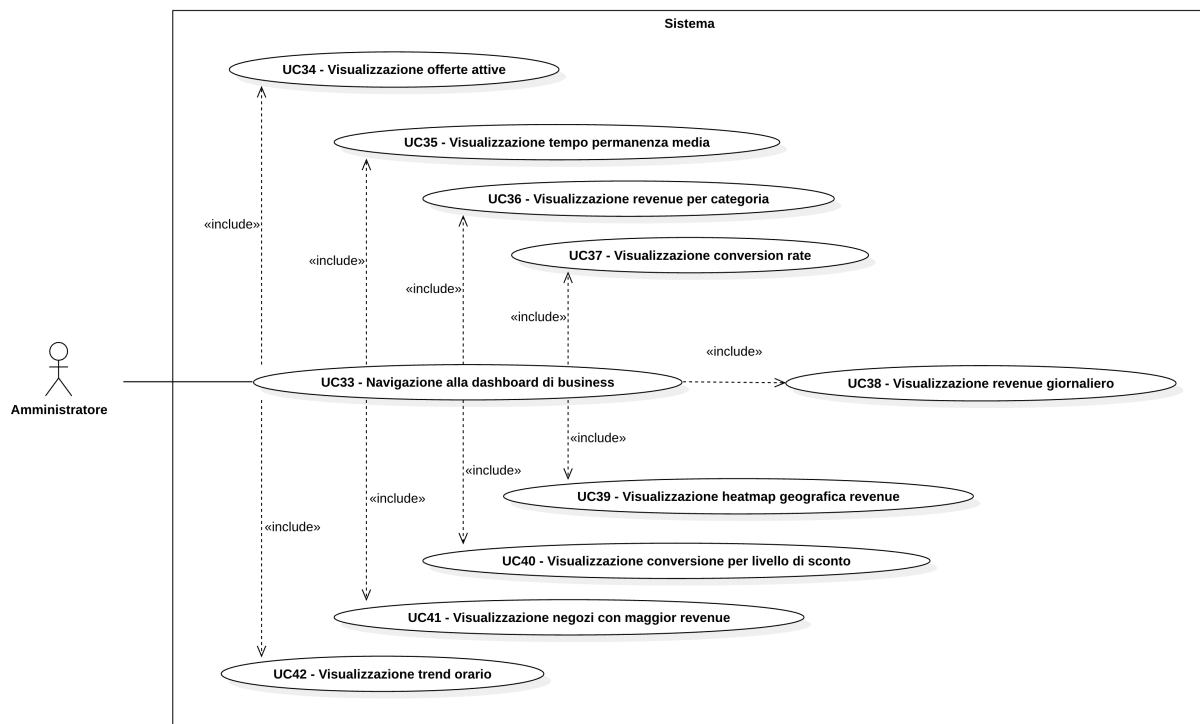 Sistema
UC34 - Visualizzazione offerte attive
UC35 - Visualizzazione tempo permanenza media
UC36 - Visualizzazione revenue per categoria
«include»
UC37 - Visualizzazione conversion rate
«include»
«include»
«include»
«include»
UC33 - Navigazione alla dashboard di business
UC38 - Visualizzazione revenue giornaliero
Amministratore
«include»
«include»
UC39 - Visualizzazione heatmap geografica revenue
«include»
«include»
UC40 - Visualizzazione conversione per livello di sconto
UC41 - Visualizzazione negozi con maggior revenue
UC42 - Visualizzazione trend orario